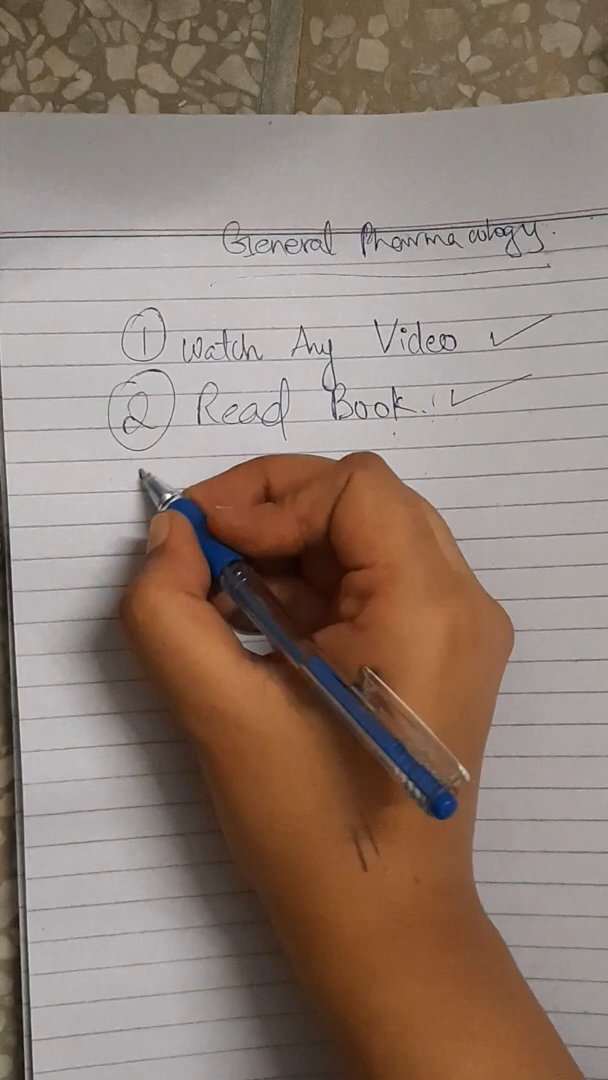 General Pharmacology.
① Watch Any Video ✓
② Read Book. ✓